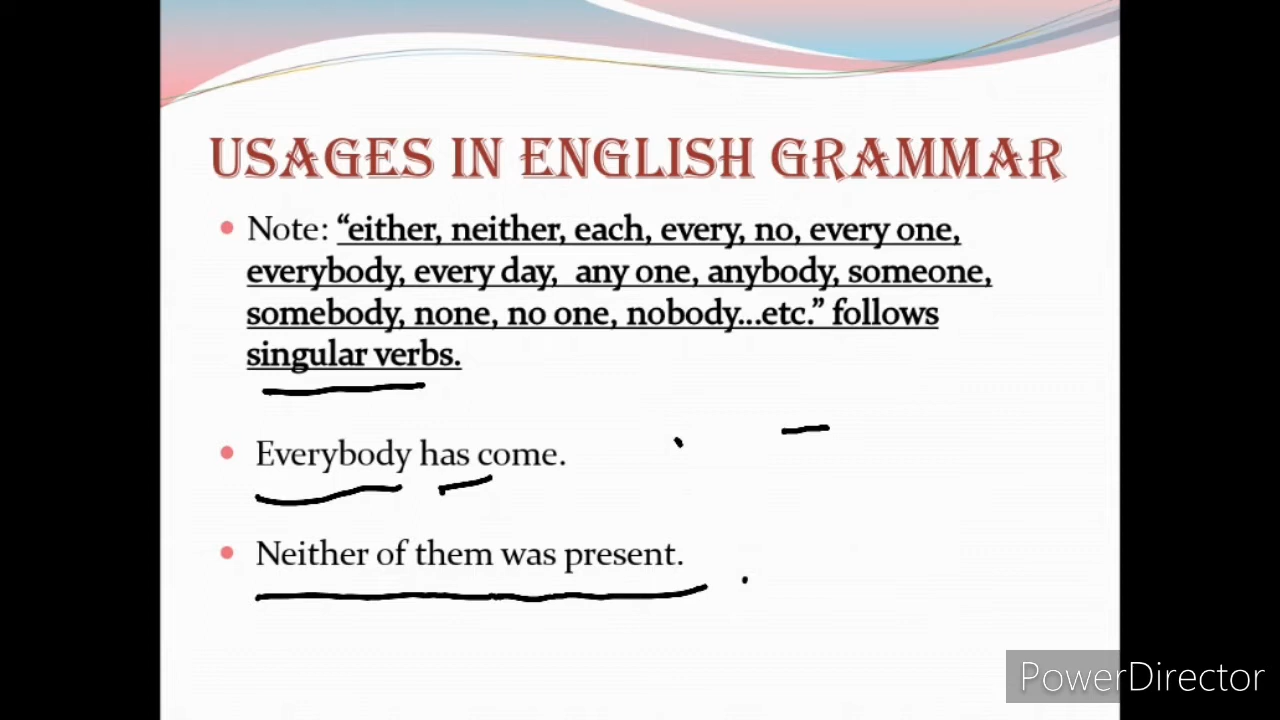 USAGES IN ENGLISH GRAMMAR
Note: “either, neither, each, every, no, every one,
everybody, every day,  any one, anybody, someone,
somebody, none, no one, nobody...etc.” follows
singular verbs.
Everybody has come.
Neither of them was present.
PowerDirector